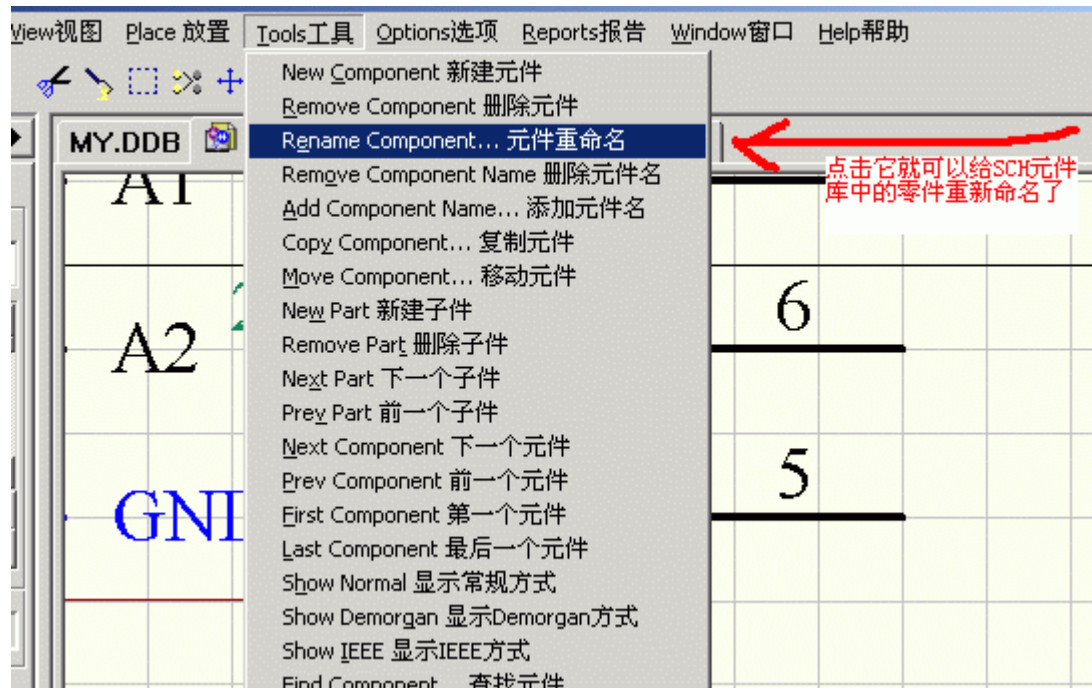 View视图 Place 放置 Tools工具 Options选项 Reports报告 Window窗口 Help帮助
New Component 新建元件
Remove Component 删除元件
MY.DDB
Rename Component... 元件重命名
点击它就可以给SCH元件
库中的零件重新命名了
Remove Component Name 删除元件名
A1
Add Component Name... 添加元件名
Copy Component... 复制元件
Move Component... 移动元件
New Part 新建子件
6
A2
Remove Part 删除子件
Next Part 下一个子件
Prev Part 前一个子件
Next Component 下一个元件
Prev Component 前一个元件
5
First Component 第一个元件
GND
Last Component 最后一个元件
Show Normal 显示常规方式
Show Demorgan 显示Demorgan方式
Show IEEE 显示IEEE方式
Find Component... 查找元件